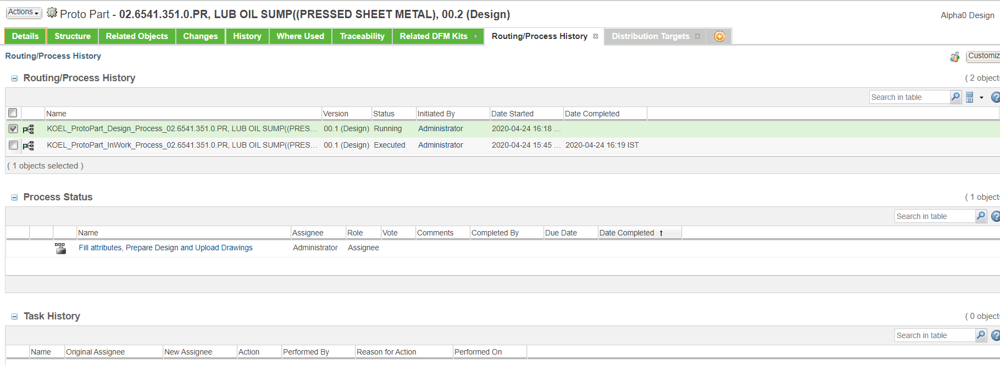 Actions Proto Part - 02.6541.351.0.PR, LUB OIL SUMP((PRESSED SHEET METAL), 00.2 (Design) Alpha0 Design
Details Structure Related Objects Changes History Where Used Traceability Related DFM Kits Routing/Process History Distribution Targets
Routing/Process History Customiz
Routing/Process History ( 2 object
Search in table
Name Version Status Initiated By Date Started Date Completed
KOEL_ProtoPart_Design_Process_02.6541.351.0.PR, LUB OIL SUMP((PRES... 00.1 (Design) Running Administrator 2020-04-24 16:18 ...
KOEL_ProtoPart_InWork_Process_02.6541.351.0.PR, LUB OIL SUMP((PRES... 00.1 (Design) Executed Administrator 2020-04-24 15:45 ... 2020-04-24 16:19 IST
( 1 objects selected )
Process Status ( 1 object
Search in table
Name Assignee Role Vote Comments Completed By Due Date Date Completed ↑
Fill attributes, Prepare Design and Upload Drawings Administrator Assignee
Task History ( 0 object
Search in table
Name Original Assignee New Assignee Action Performed By Reason for Action Performed On